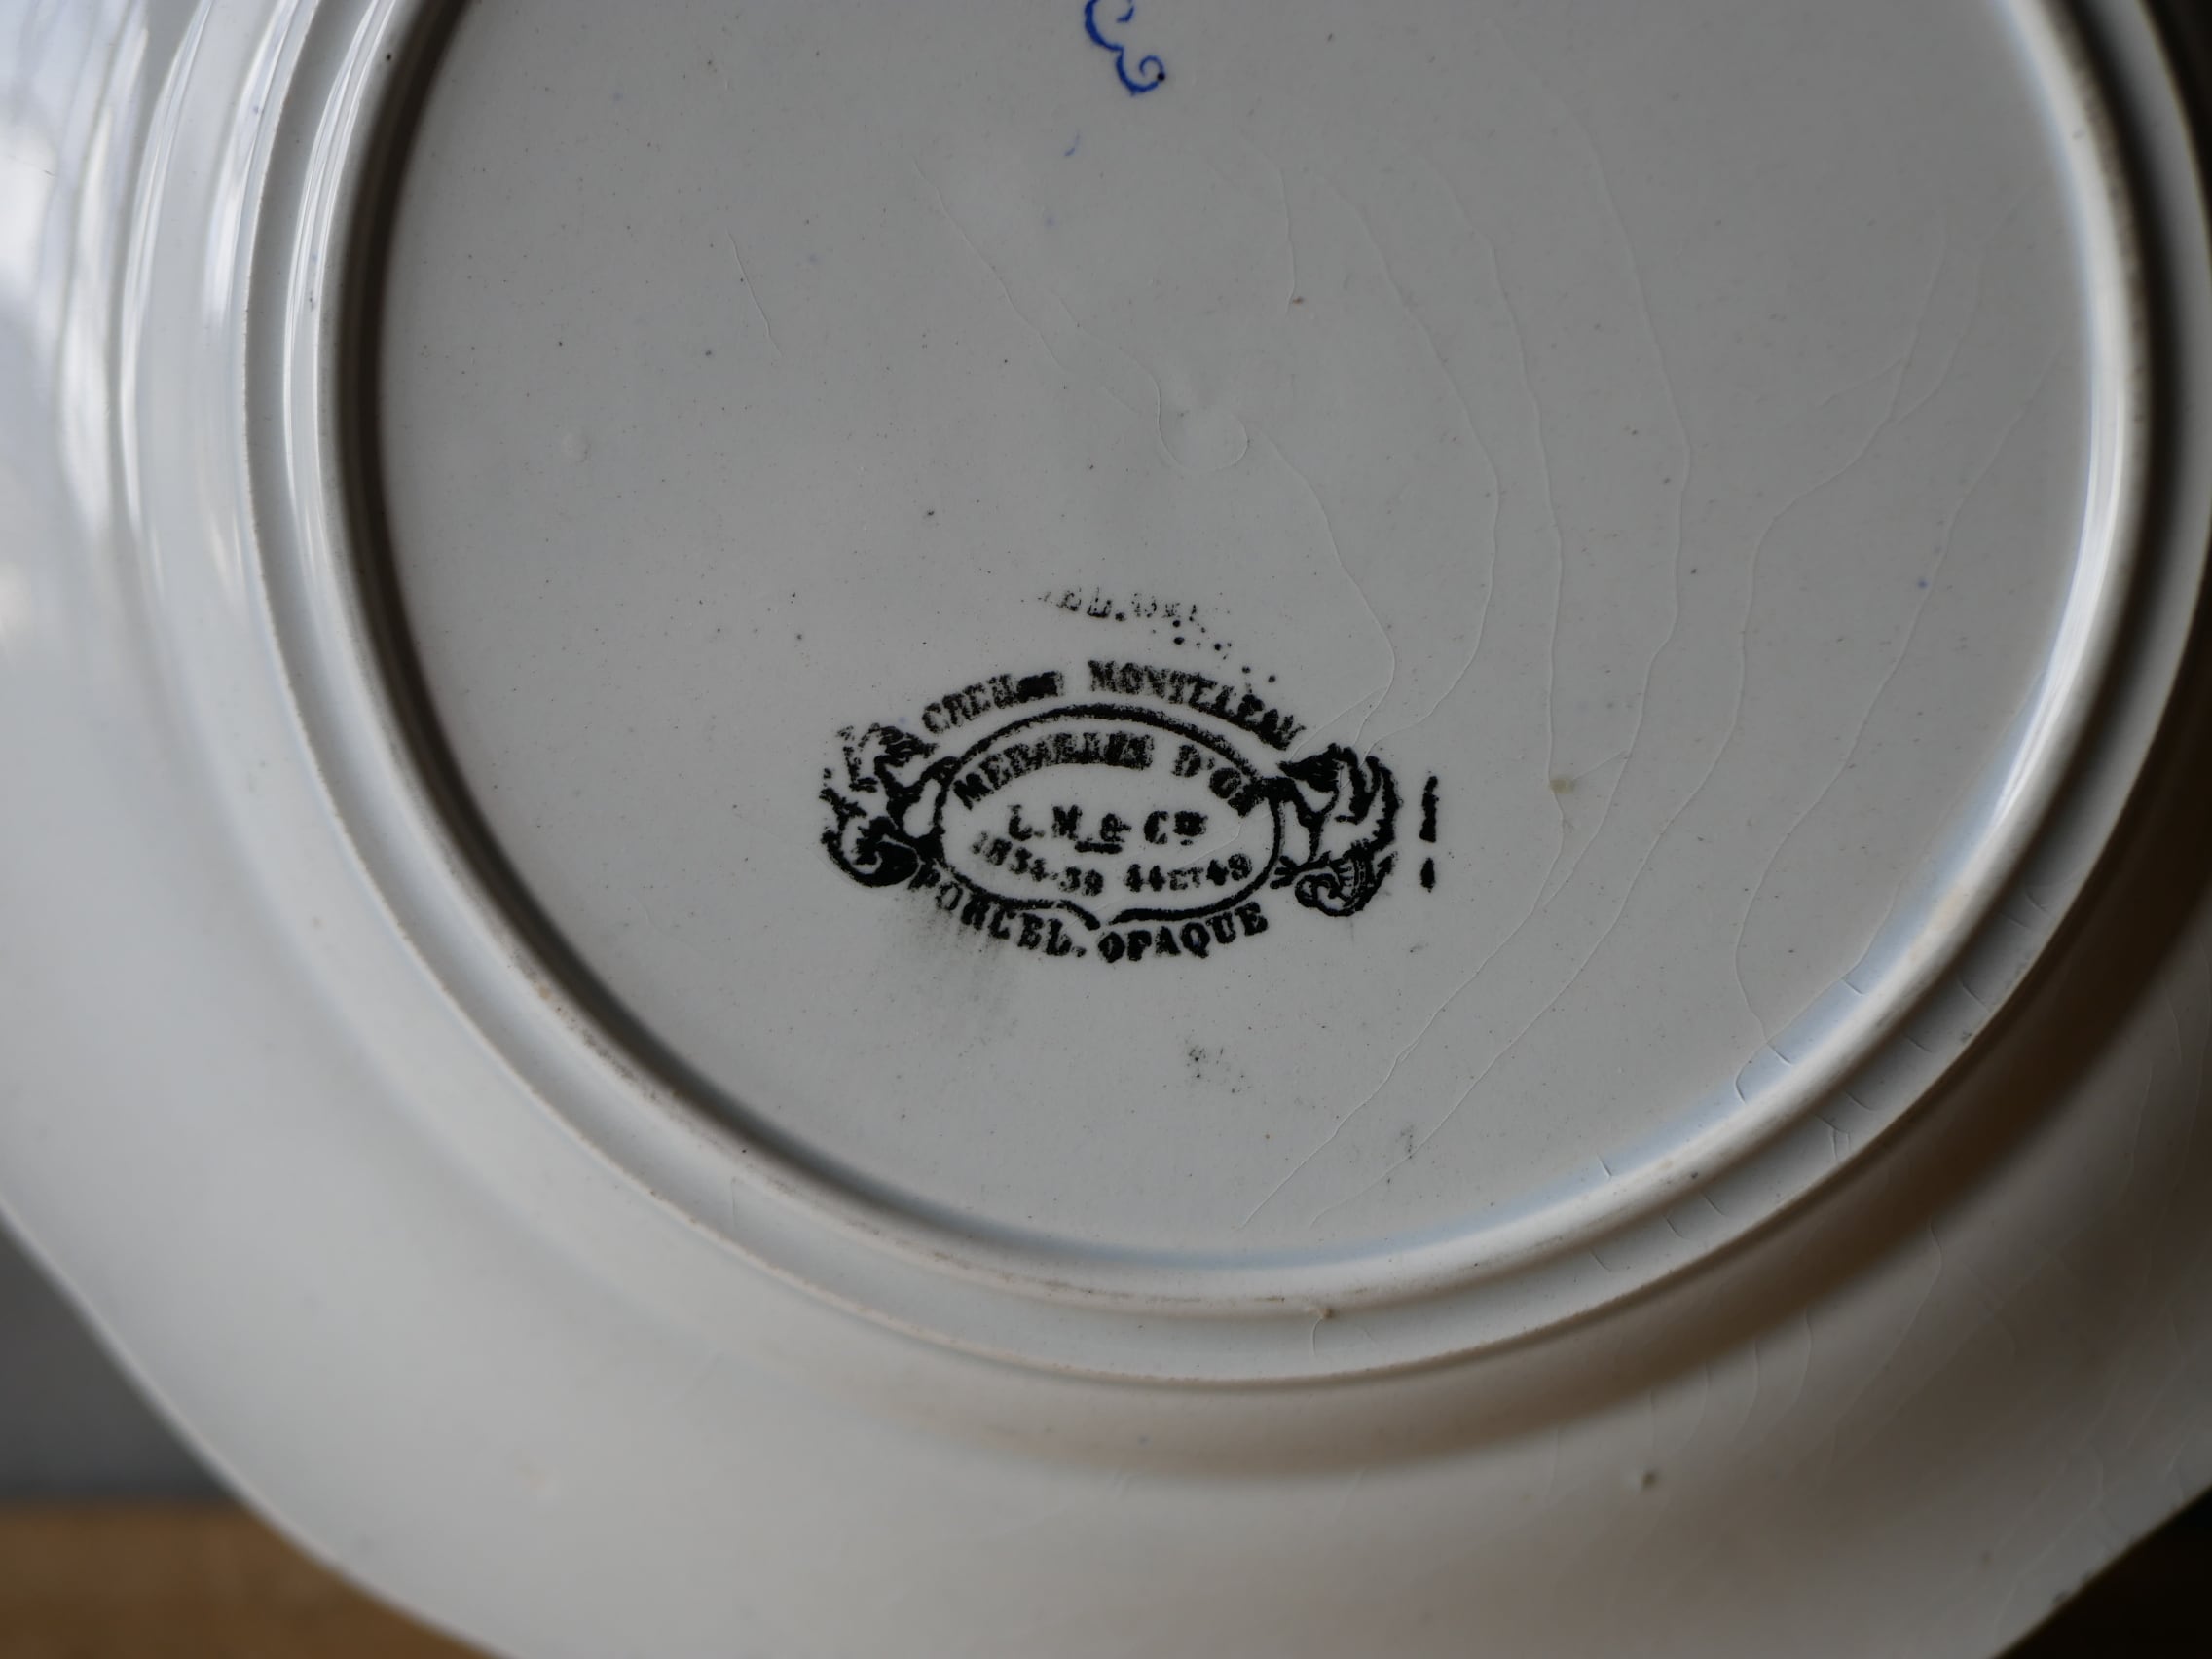 CREIL ET MONTEREAU
MEDAILLES D'OR
L.M. & Cie
1834.39 44 ET 49
PORCEL. OPAQUE